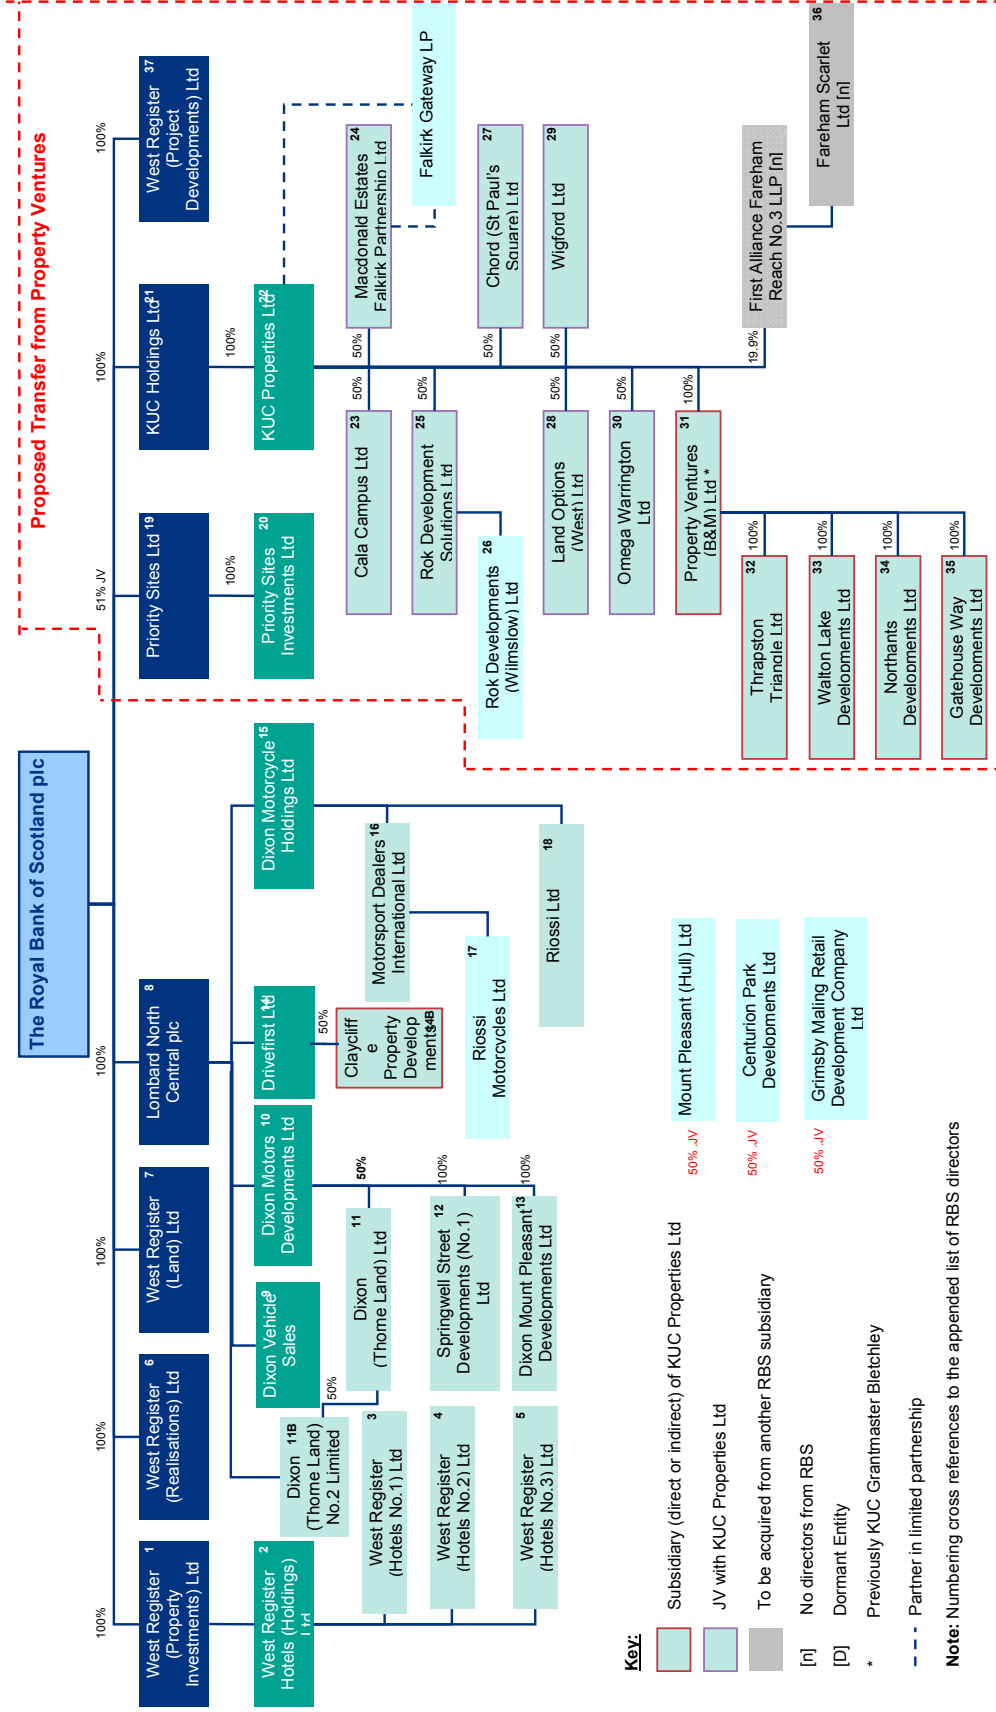 The Royal Bank of Scotland plc
Proposed Transfer from Property Ventures
100%
100%
100%
100%
51% JV
100%
100%
West Register 1
(Property
Investments) Ltd
West Register 6
(Realisations) Ltd
West Register 7
(Land) Ltd
Lombard North 8
Central plc
Priority Sites Ltd 19
KUC Holdings Ltd 21
West Register 37
(Project
Developments) Ltd
100%
100%
West Register 2
Hotels (Holdings)
Ltd
Dixon Vehicle 9
Sales
Dixon Motors 10
Developments Ltd
Drivefirst Ltd 14
Dixon Motorcycle 15
Holdings Ltd
Priority Sites 20
Investments Ltd
KUC Properties Ltd 22
Dixon 11B
(Thorne Land)
No.2 Limited
50%
50%
Dixon 11
(Thorne Land) Ltd
50%
Claycliff
e
Property
Develop
ments 14B
Motorsport Dealers 16
International Ltd
West Register 3
(Hotels No.1) Ltd
West Register 4
(Hotels No.2) Ltd
West Register 5
(Hotels No.3) Ltd
100%
Springwell Street 12
Developments (No.1)
Ltd
100%
Dixon Mount Pleasant 13
Developments Ltd
17
Riossi
Motorcycles Ltd
Riossi Ltd 18
50%
Cala Campus Ltd 23
50%
Macdonald Estates 24
Falkirk Partnership Ltd
Falkirk Gateway LP
50%
Rok Development 25
Solutions Ltd
26
Rok Developments
(Wilmslow) Ltd
50%
Chord (St Paul's 27
Square) Ltd
50%
Land Options 28
(West) Ltd
50%
Wigford Ltd 29
50%
Omega Warrington 30
Ltd
100%
Property Ventures 31
(B&M) Ltd *
19.9%
First Alliance Fareham
Reach No.3 LLP [n]
Fareham Scarlet 36
Ltd [n]
100%
32
Thrapston
Triangle Ltd
100%
33
Walton Lake
Developments Ltd
100%
34
Northants
Developments Ltd
100%
35
Gatehouse Way
Developments Ltd
50% JV
Mount Pleasant (Hull) Ltd
50% JV
Centurion Park
Developments Ltd
50% JV
Grimsby Maling Retail
Development Company
Ltd
Key:
Subsidiary (direct or indirect) of KUC Properties Ltd
JV with KUC Properties Ltd
To be acquired from another RBS subsidiary
[n] No directors from RBS
[D] Dormant Entity
* Previously KUC Grantmaster Bletchley
Partner in limited partnership
Note: Numbering cross references to the appended list of RBS directors